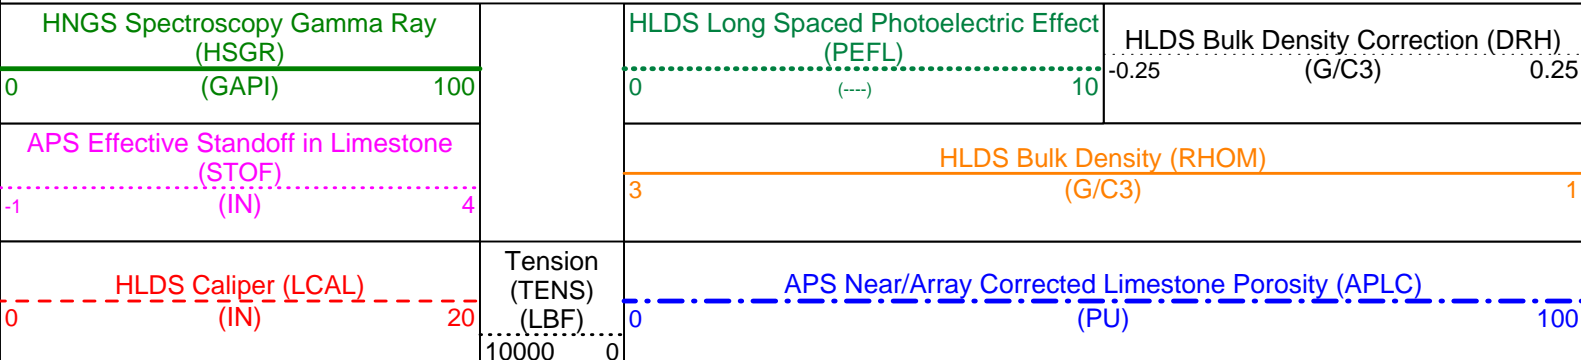 HNGS Spectroscopy Gamma Ray
(HSGR)
0 (GAPI) 100
HLDS Long Spaced Photoelectric Effect
(PEFL)
0 (----) 10
HLDS Bulk Density Correction (DRH)
-0.25 (G/C3) 0.25
APS Effective Standoff in Limestone
(STOF)
-1 (IN) 4
HLDS Bulk Density (RHOM)
3 (G/C3) 1
HLDS Caliper (LCAL)
0 (IN) 20
Tension
(TENS)
(LBF)
10000 0
APS Near/Array Corrected Limestone Porosity (APLC)
0 (PU) 100